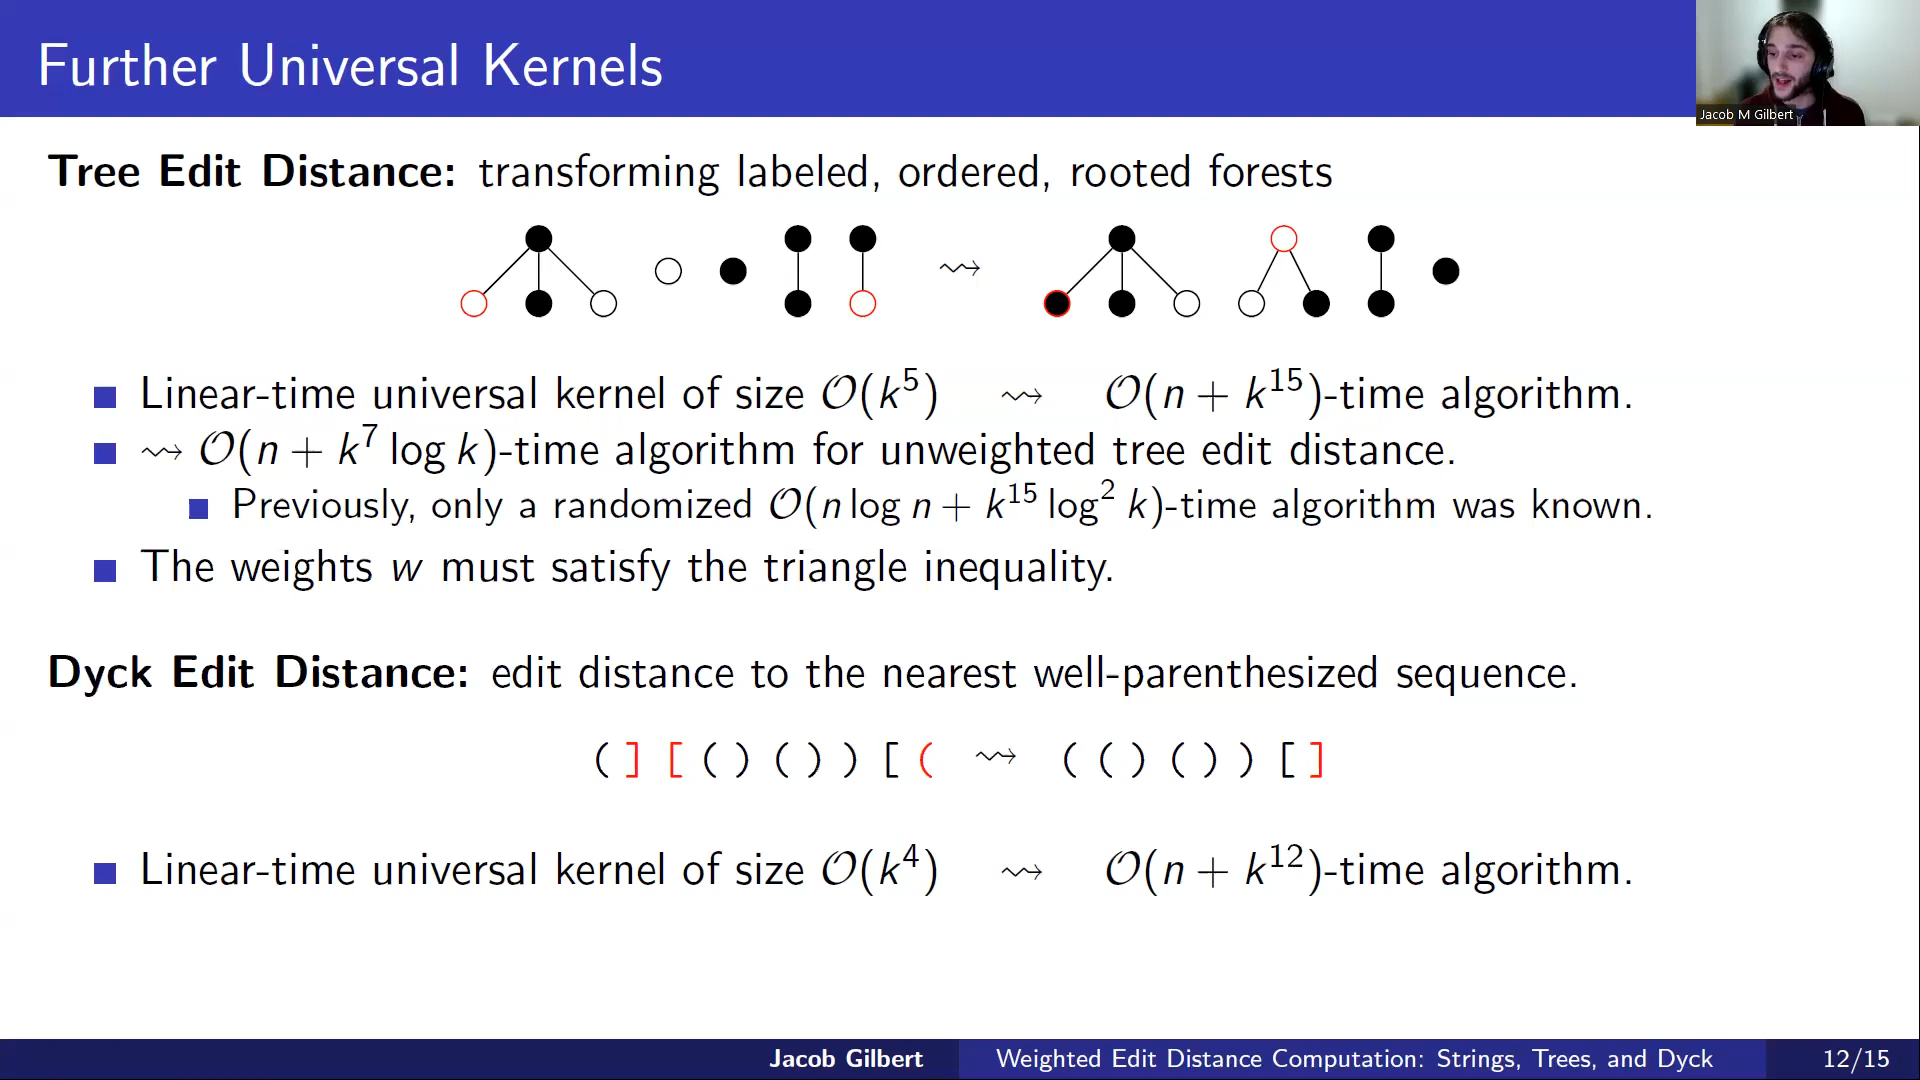 Further Universal Kernels
Jacob M Gilbert
Tree Edit Distance: transforming labeled, ordered, rooted forests
⇝
Linear-time universal kernel of size O(k⁵) ⇝ O(n + k¹⁵)-time algorithm.
⇝ O(n + k⁷ log k)-time algorithm for unweighted tree edit distance.
Previously, only a randomized O(n log n + k¹⁵ log² k)-time algorithm was known.
The weights w must satisfy the triangle inequality.
Dyck Edit Distance: edit distance to the nearest well-parenthesized sequence.
( ] [ ( ) ( ) ) [ ( ⇝ ( ( ) ( ) ) [ ]
Linear-time universal kernel of size O(k⁴) ⇝ O(n + k¹²)-time algorithm.
Jacob Gilbert Weighted Edit Distance Computation: Strings, Trees, and Dyck 12/15